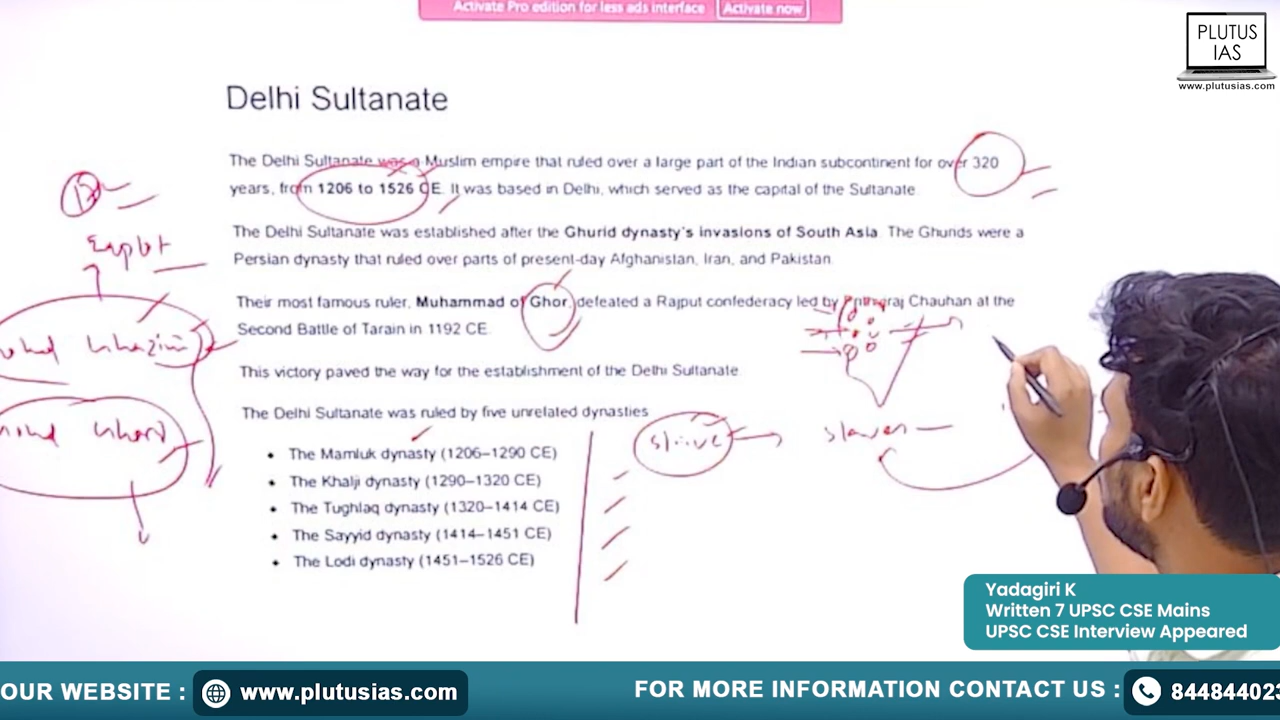 Activate Pro edition for less ads interface Activate now
PLUTUS
IAS
www.plutusias.com
Delhi Sultanate
The Delhi Sultanate was a Muslim empire that ruled over a large part of the Indian subcontinent for over 320
years, from 1206 to 1526 CE. It was based in Delhi, which served as the capital of the Sultanate.
The Delhi Sultanate was established after the Ghurid dynasty's invasions of South Asia. The Ghurids were a
Persian dynasty that ruled over parts of present-day Afghanistan, Iran, and Pakistan.
Their most famous ruler, Muhammad of Ghor, defeated a Rajput confederacy led by Prithviraj Chauhan at the
Second Battle of Tarain in 1192 CE.
This victory paved the way for the establishment of the Delhi Sultanate
The Delhi Sultanate was ruled by five unrelated dynasties
slave
slaves
• The Mamluk dynasty (1206–1290 CE)
• The Khalji dynasty (1290–1320 CE)
• The Tughlaq dynasty (1320–1414 CE)
• The Sayyid dynasty (1414–1451 CE)
• The Lodi dynasty (1451–1526 CE)
Yadagiri K
Written 7 UPSC CSE Mains
UPSC CSE Interview Appeared
OUR WEBSITE : www.plutusias.com
FOR MORE INFORMATION CONTACT US : 844844023